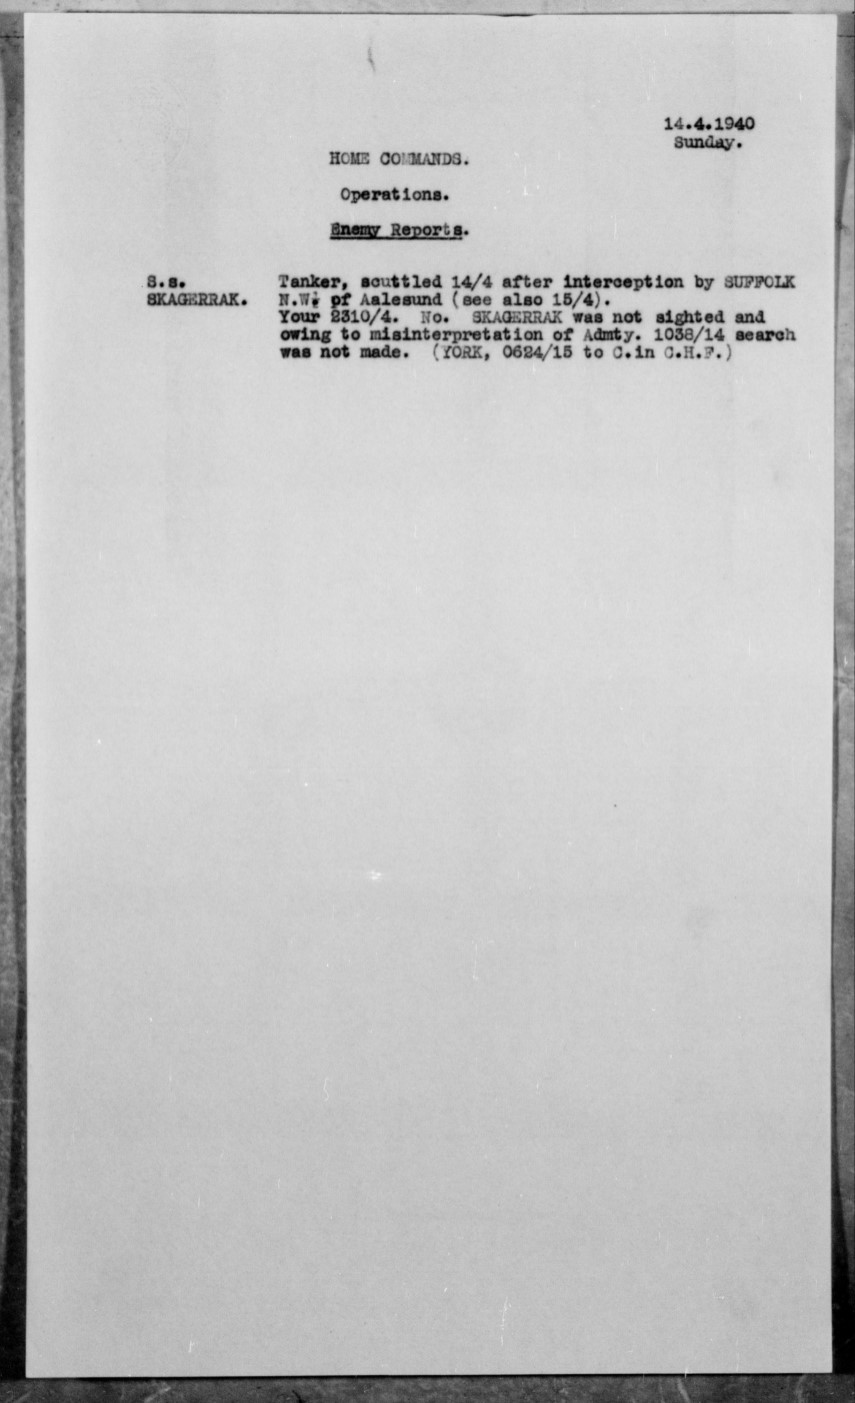 14.4.1940
Sunday.
HOME COMMANDS.
Operations.
Enemy Reports.
S.s. Tanker, scuttled 14/4 after interception by SUFFOLK
SKAGERRAK. N.W. pf Aalesund (see also 15/4).
Your 2310/4. No. SKAGERRAK was not sighted and
owing to misinterpretation of Admty. 1038/14 search
was not made. (YORK, 0624/15 to C.in C.H.F.)